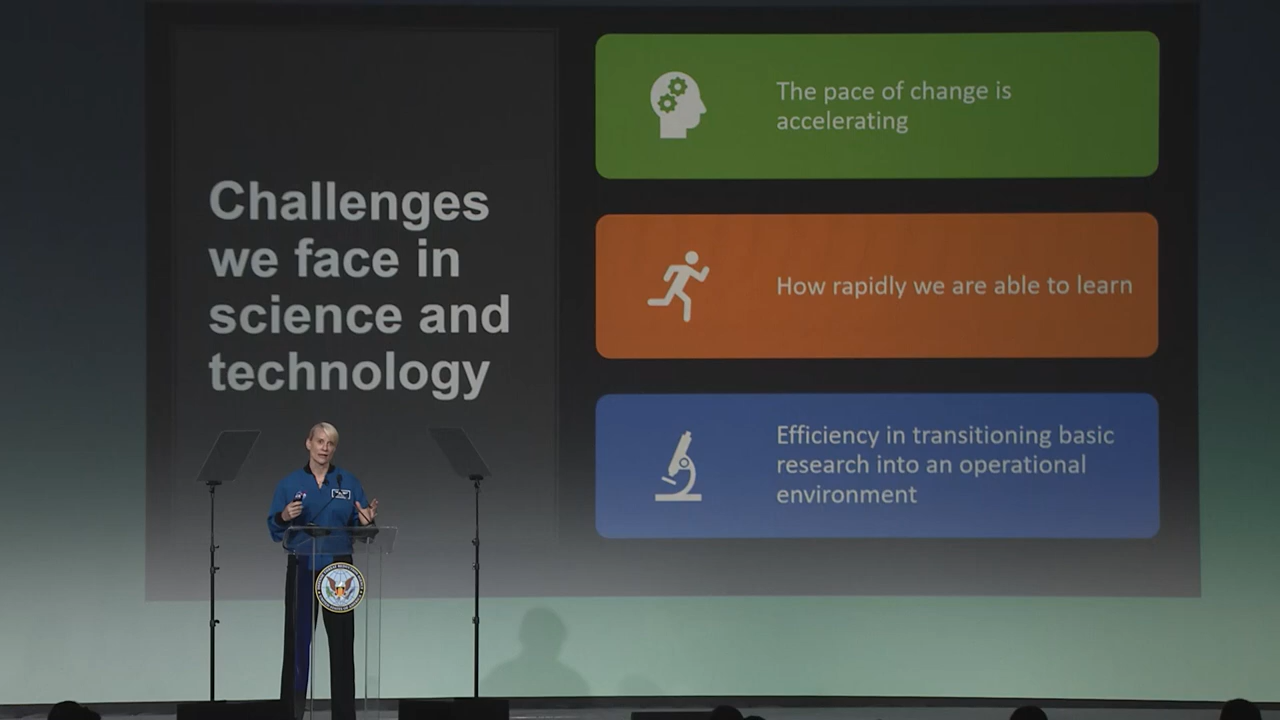 Challenges
we face in
science and
technology
The pace of change is
accelerating
How rapidly we are able to learn
Efficiency in transitioning basic
research into an operational
environment